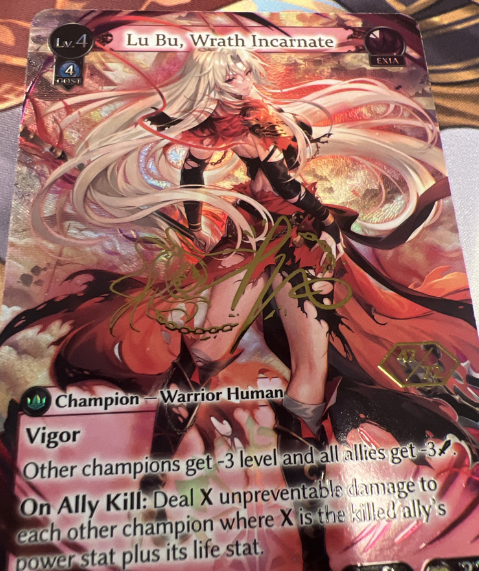 Lv.4 Lu Bu, Wrath Incarnate
4 EXIA
COST
Champion — Warrior Human
Vigor
Other champions get -3 level and all allies get -3.
On Ally Kill: Deal X unpreventable damage to
each other champion where X is the killed ally's
power stat plus its life stat.